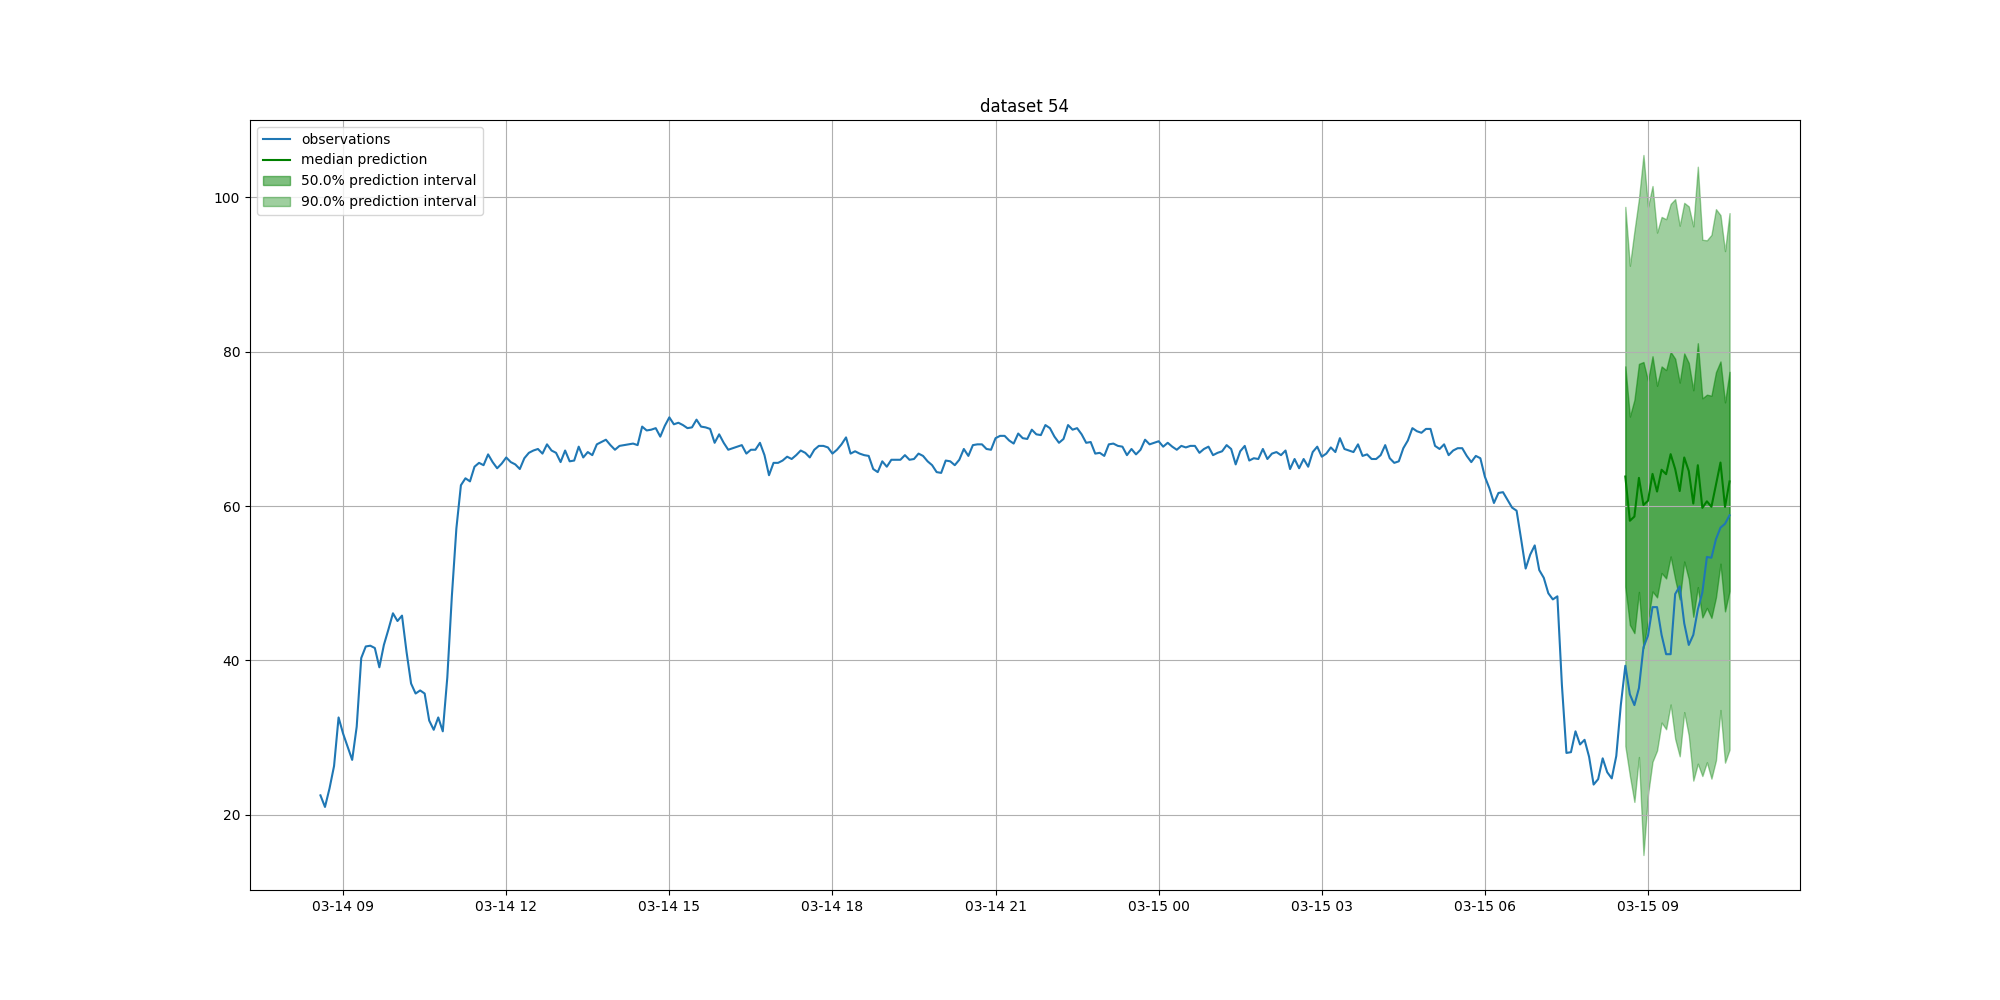 dataset 54
observations
median prediction
50.0% prediction interval
90.0% prediction interval
100
80
60
40
20
03-14 09
03-14 12
03-14 15
03-14 18
03-14 21
03-15 00
03-15 03
03-15 06
03-15 09